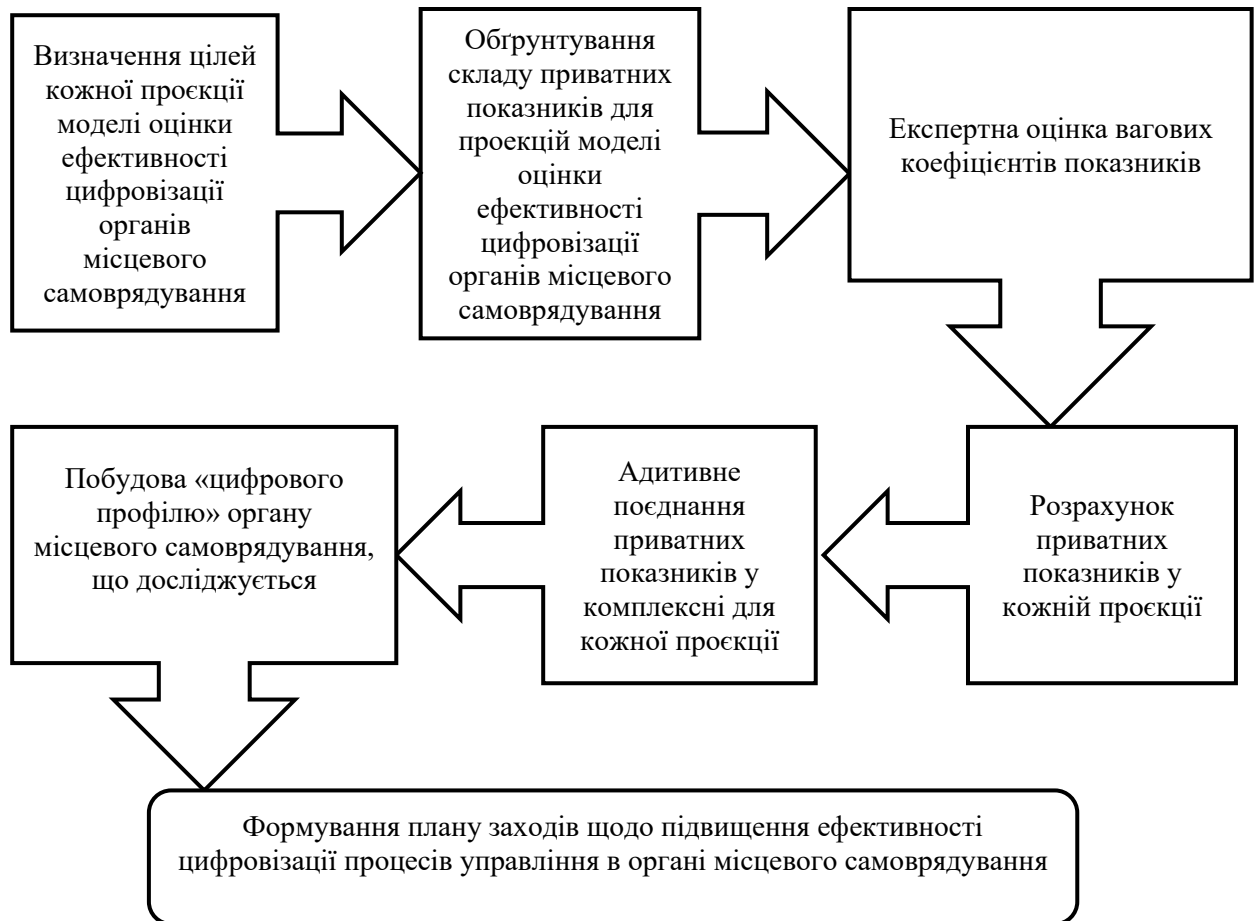 Визначення цілей
кожної проєкції
моделі оцінки
ефективності
цифровізації
органів
місцевого
самоврядування
Обґрунтування
складу приватних
показників для
проекцій моделі
оцінки
ефективності
цифровізації
органів місцевого
самоврядування
Експертна оцінка вагових
коефіцієнтів показників
Розрахунок
приватних
показників у
кожній проєкції
Адитивне
поєднання
приватних
показників у
комплексні для
кожної проєкції
Побудова «цифрового
профілю» органу
місцевого самоврядування,
що досліджується
Формування плану заходів щодо підвищення ефективності
цифровізації процесів управління в органі місцевого самоврядування